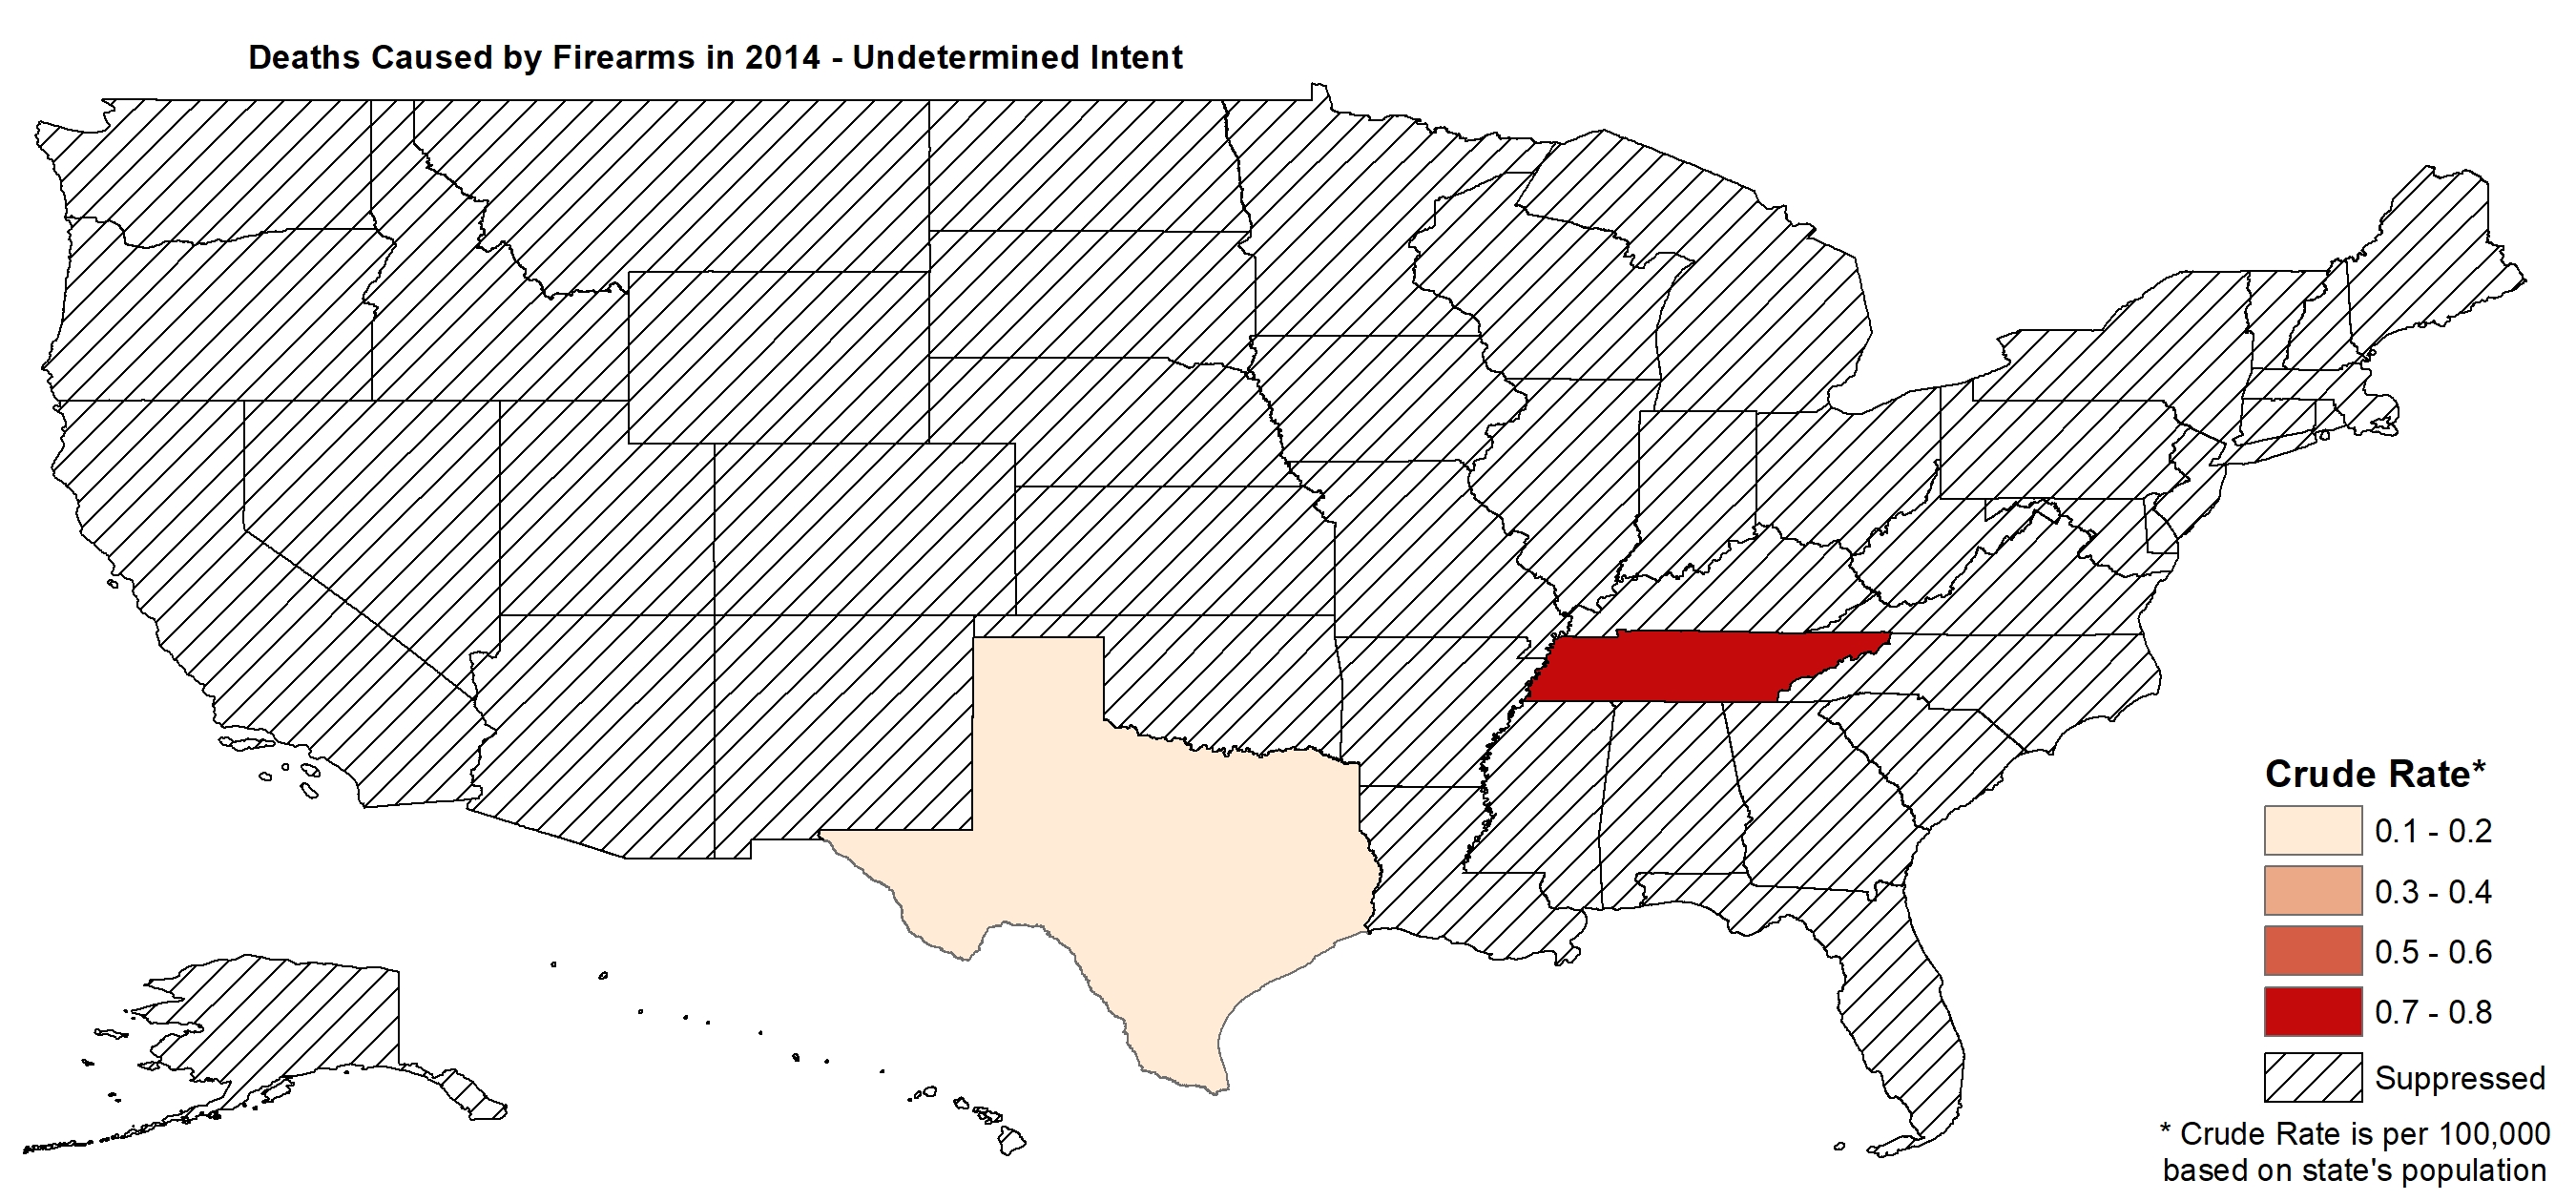 Deaths Caused by Firearms in 2014 - Undetermined Intent
Crude Rate*
0.1 - 0.2
0.3 - 0.4
0.5 - 0.6
0.7 - 0.8
Suppressed
* Crude Rate is per 100,000
based on state's population